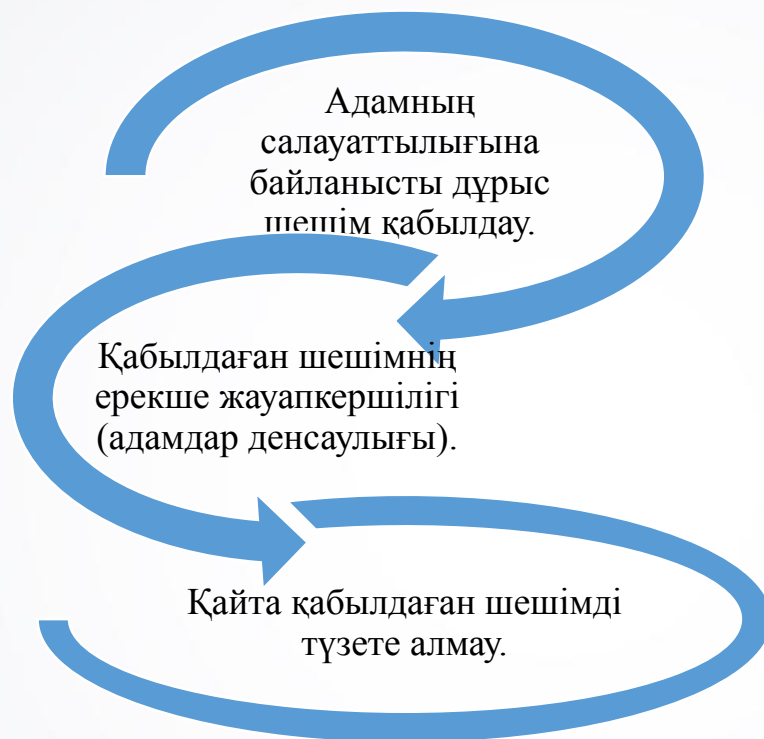 Адамның
салауаттылығына
байланысты дұрыс
шешім қабылдау.
Қабылдаған шешімнің
ерекше жауапкершілігі
(адамдар денсаулығы).
Қайта қабылдаған шешімді
түзете алмау.